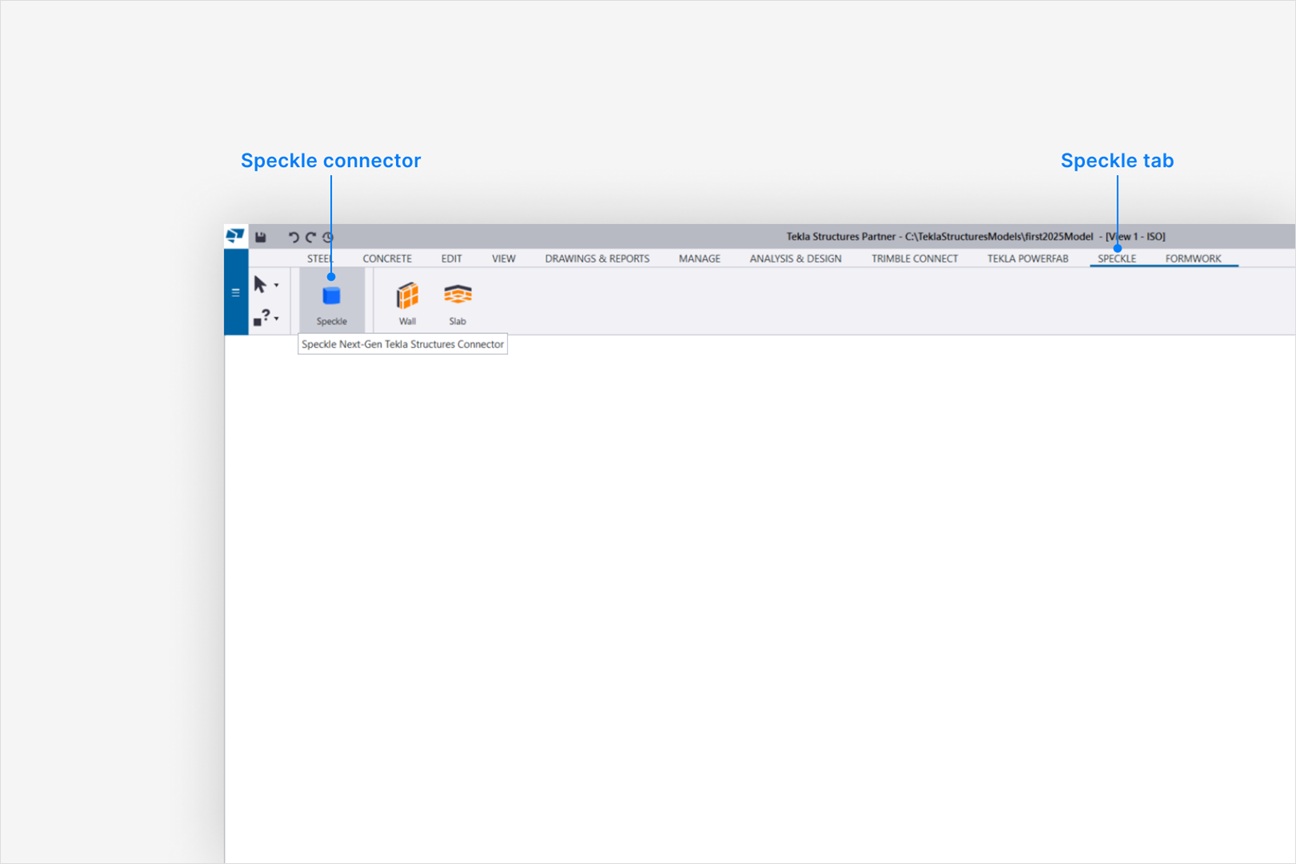 Speckle connector
Speckle tab
Tekla Structures Partner - C:\TeklaStructuresModels\first2025Model - [View 1 - ISO]
STEEL CONCRETE EDIT VIEW DRAWINGS & REPORTS MANAGE ANALYSIS & DESIGN TRIMBLE CONNECT TEKLA POWERFAB SPECKLE FORMWORK
Speckle Wall Slab
Speckle Next-Gen Tekla Structures Connector